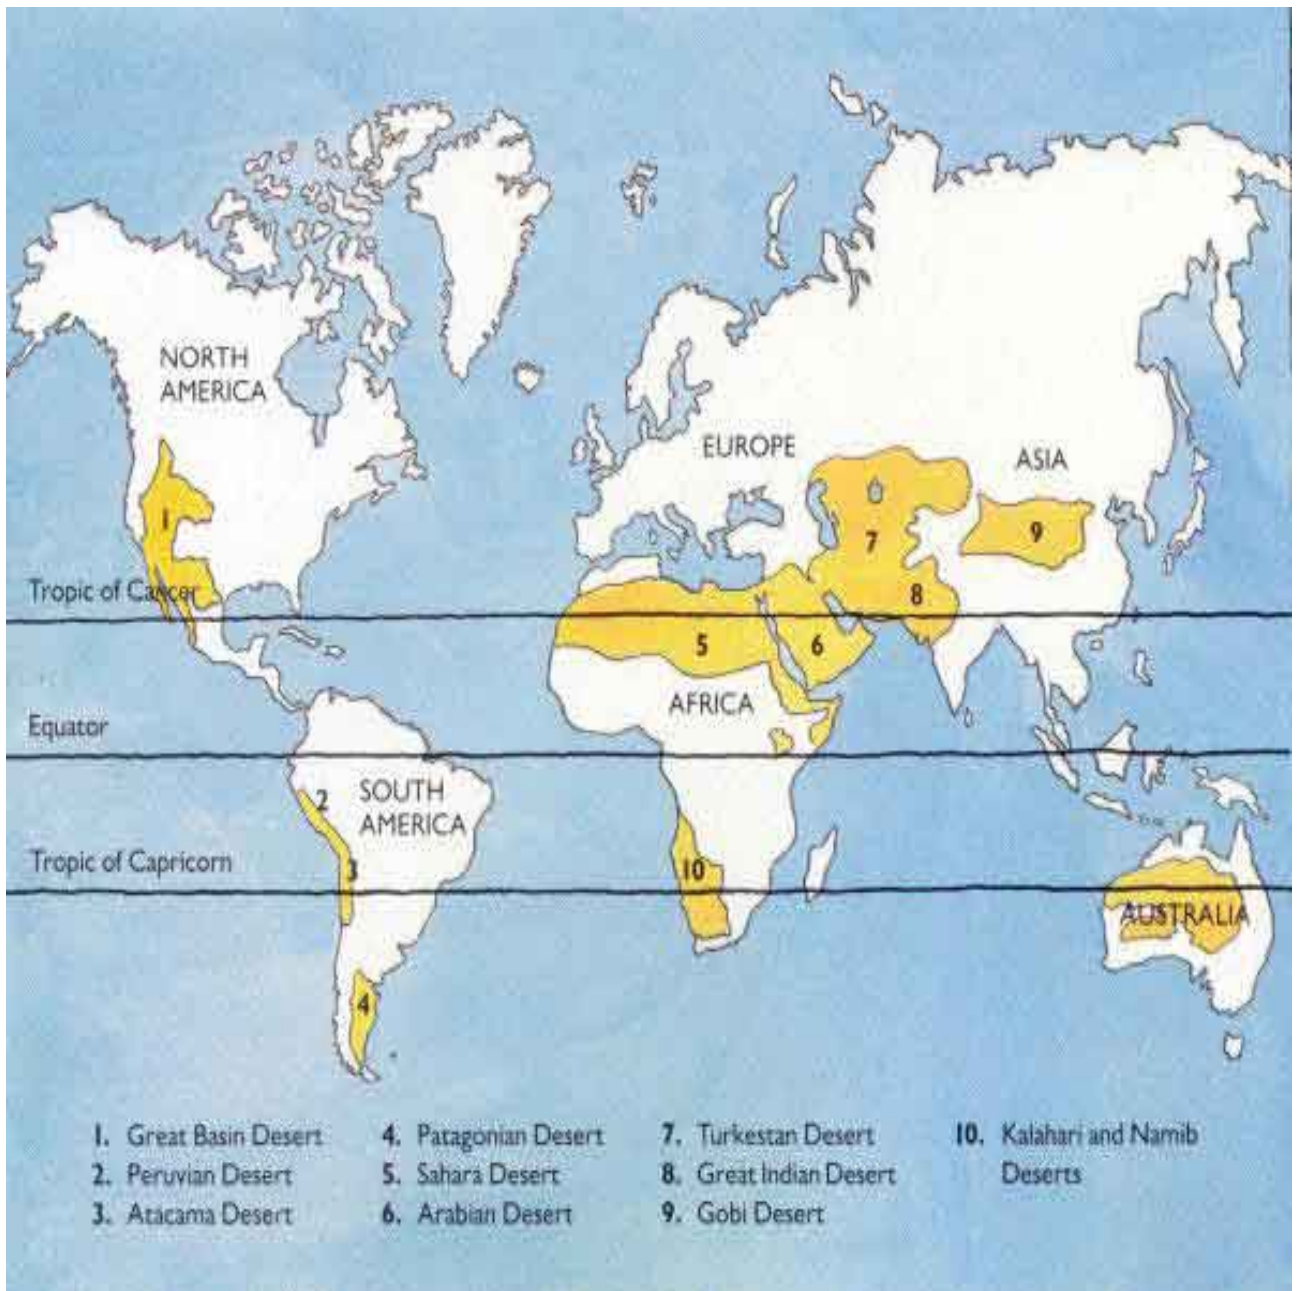 NORTH
AMERICA
EUROPE
ASIA
1
9
7
Tropic of Cancer
8
5
6
AFRICA
Equator
2
SOUTH
AMERICA
Tropic of Capricorn
3
10
AUSTRALIA
4
1. Great Basin Desert
2. Peruvian Desert
3. Atacama Desert
4. Patagonian Desert
5. Sahara Desert
6. Arabian Desert
7. Turkestan Desert
8. Great Indian Desert
9. Gobi Desert
10. Kalahari and Namib
Deserts